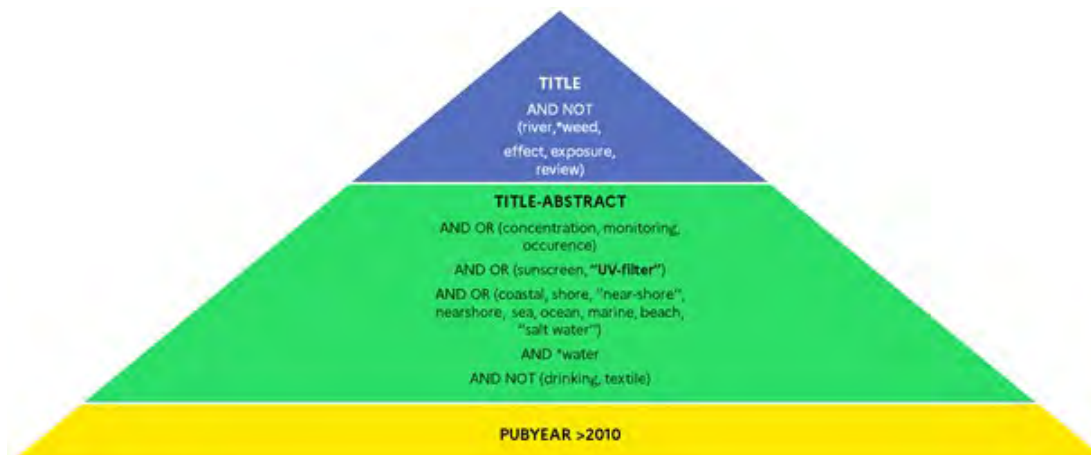 TITLE
AND NOT
(river,*weed,
effect, exposure,
review)
TITLE-ABSTRACT
AND OR (concentration, monitoring,
occurence)
AND OR (sunscreen, "UV-filter")
AND OR (coastal, shore, "near-shore",
nearshore, sea, ocean, marine, beach,
"salt water")
AND *water
AND NOT (drinking, textile)
PUBYEAR >2010